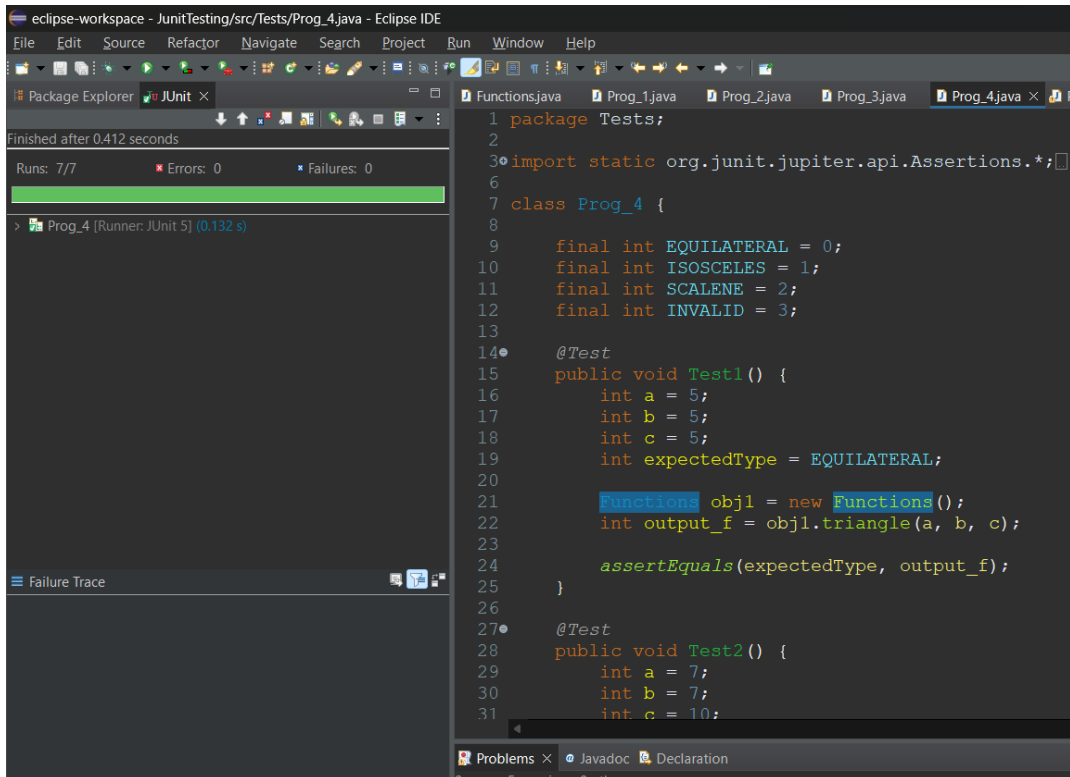 eclipse-workspace - JunitTesting/src/Tests/Prog_4.java - Eclipse IDE
File Edit Source Refactor Navigate Search Project Run Window Help
Package Explorer JUnit
Finished after 0.412 seconds
Runs: 7/7 Errors: 0 Failures: 0
Prog_4 [Runner: JUnit 5] (0.132 s)
Failure Trace
Functions.java Prog_1.java Prog_2.java Prog_3.java Prog_4.java
1 package Tests;
2
3 import static org.junit.jupiter.api.Assertions.*;
6
7 class Prog_4 {
8
9 final int EQUILATERAL = 0;
10 final int ISOSCELES = 1;
11 final int SCALENE = 2;
12 final int INVALID = 3;
13
14 @Test
15 public void Test1() {
16 int a = 5;
17 int b = 5;
18 int c = 5;
19 int expectedType = EQUILATERAL;
20
21 Functions obj1 = new Functions();
22 int output_f = obj1.triangle(a, b, c);
23
24 assertEquals(expectedType, output_f);
25 }
26
27 @Test
28 public void Test2() {
29 int a = 7;
30 int b = 7;
31 int c = 10;
Problems Javadoc Declaration